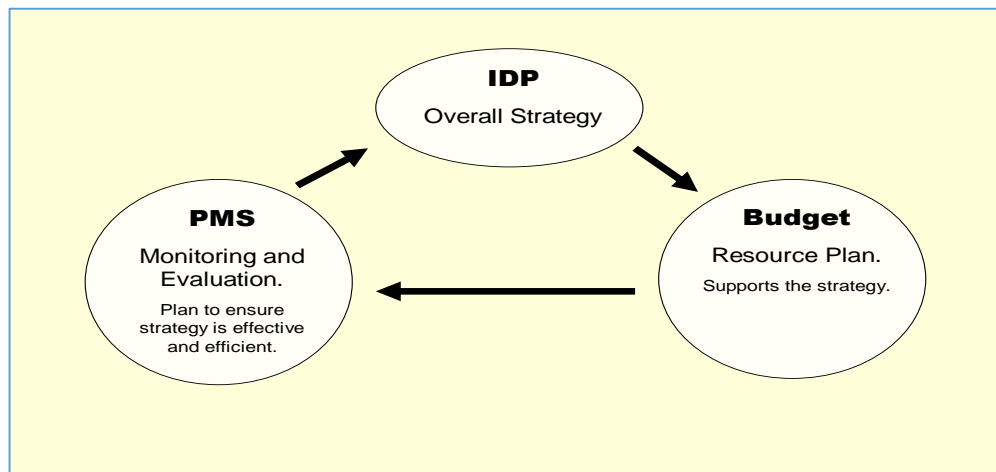 IDP
Overall Strategy
PMS
Monitoring and
Evaluation.
Plan to ensure
strategy is effective
and efficient.
Budget
Resource Plan.
Supports the strategy.